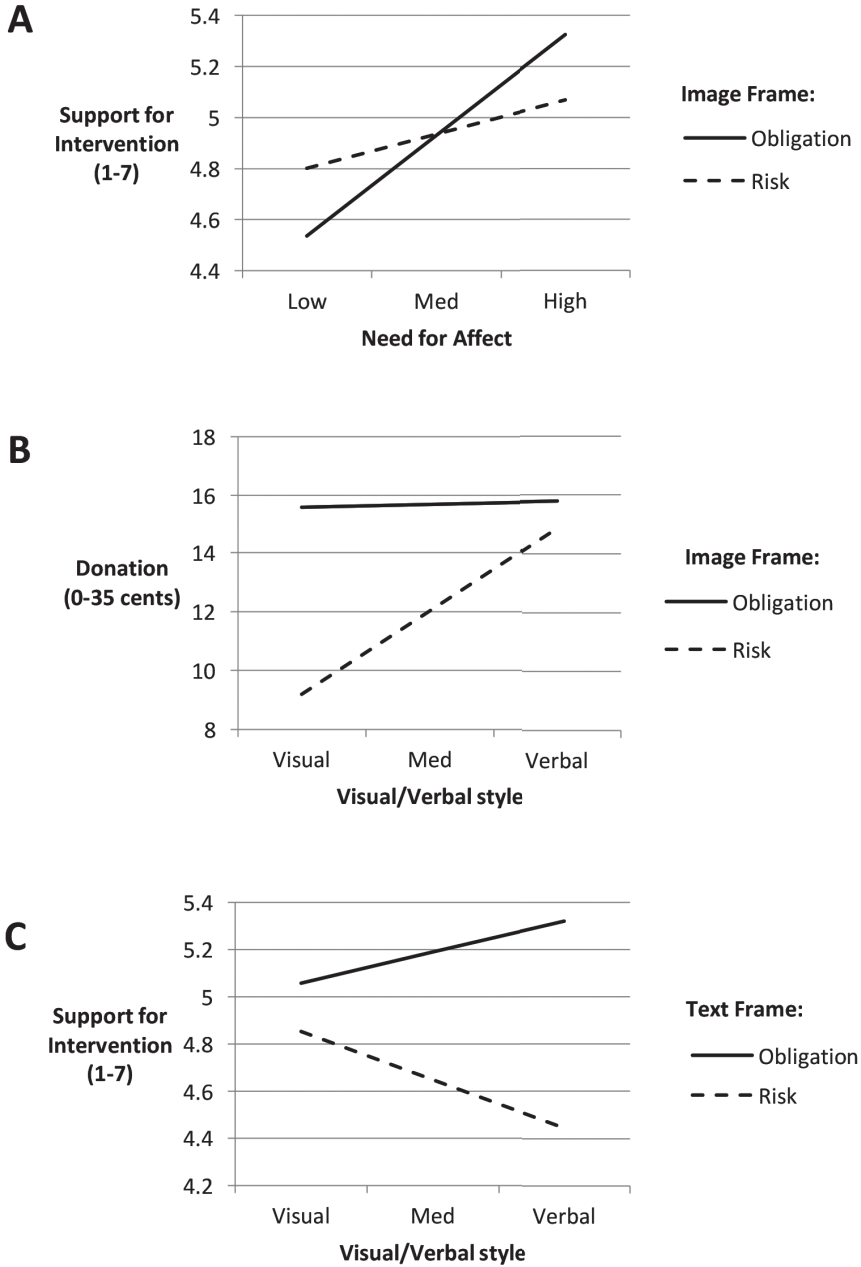 A
5.4
5.2
5
4.8
4.6
4.4
Support for
Intervention
(1-7)
Low Med High
Need for Affect
Image Frame:
Obligation
Risk
B
18
16
14
12
10
8
Donation
(0-35 cents)
Visual Med Verbal
Visual/Verbal style
Image Frame:
Obligation
Risk
C
5.4
5.2
5
4.8
4.6
4.4
4.2
Support for
Intervention
(1-7)
Visual Med Verbal
Visual/Verbal style
Text Frame:
Obligation
Risk